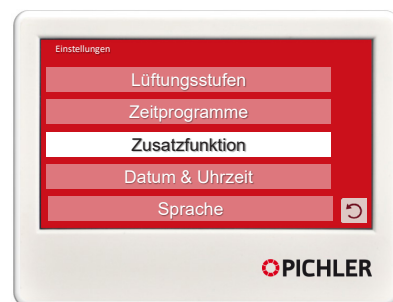 Einstellungen
Lüftungsstufen
Zeitprogramme
Zusatzfunktion
Datum & Uhrzeit
Sprache
PICHLER